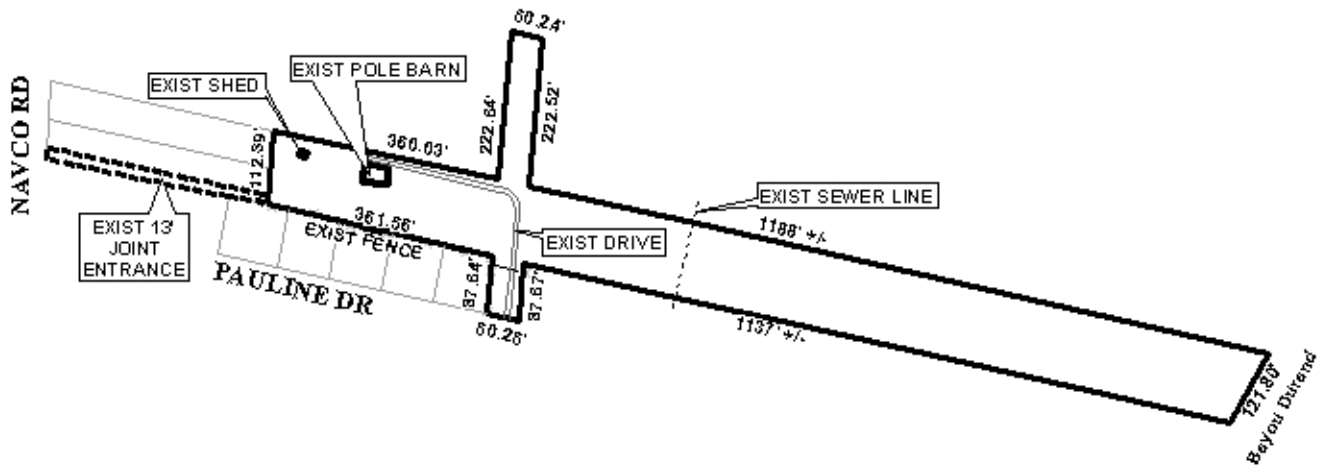 60.24'
EXIST POLE BARN
EXIST SHED
NAVCO RD
112.39'
360.03'
222.64'
222.52'
EXIST SEWER LINE
1188' +/-
EXIST 13'
JOINT
ENTRANCE
361.56'
EXIST FENCE
EXIST DRIVE
PAULINE DR
87.64'
87.67'
60.26'
1137' +/-
121.80'
Bayou Durand